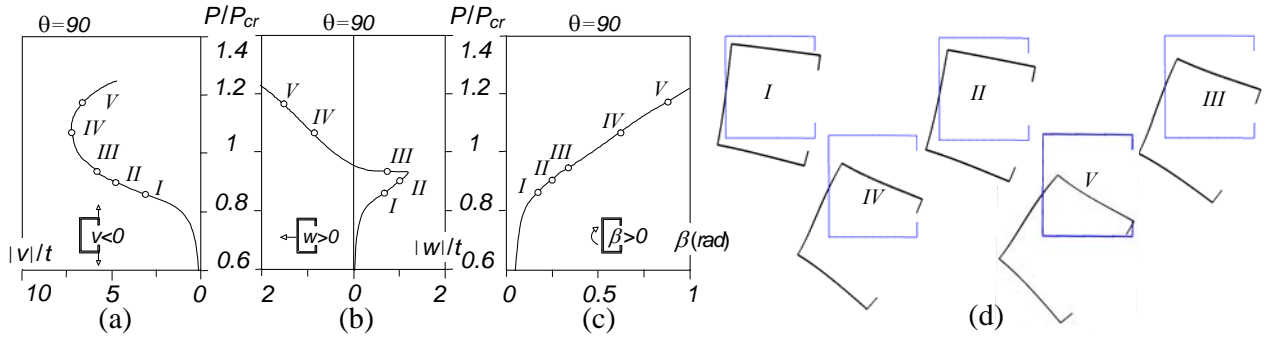 θ=90
P/Pcr
θ=90
P/Pcr
θ=90
1.4
1.2
1
0.8
0.6
1.4
1.2
1
0.8
0.6
V
IV
III
II
I
v<0
|v|/t
10
5
0
(a)
V
IV
III
II
I
w>0
|w|/t
2
0
2
(b)
V
IV
III
II
I
β>0
β(rad)
0
0.5
1
(c)
I
II
III
IV
V
(d)